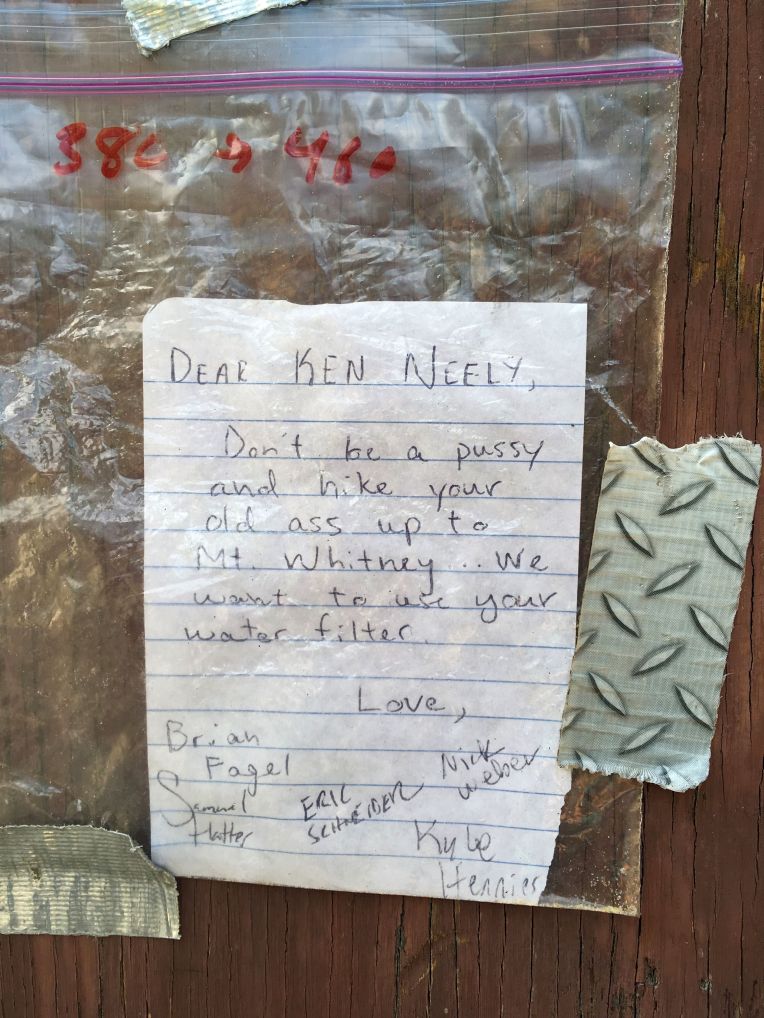 380 → 460
DEAR KEN NEELY,
Don't be a pussy
and hike your
old ass up to
Mt. Whitney... We
want to use your
water filter.
Love,
Brian
Fagel
Nick
Weber
Samuel
Hatter
ERIC
SCHNEIDER
Kyle
Hennies